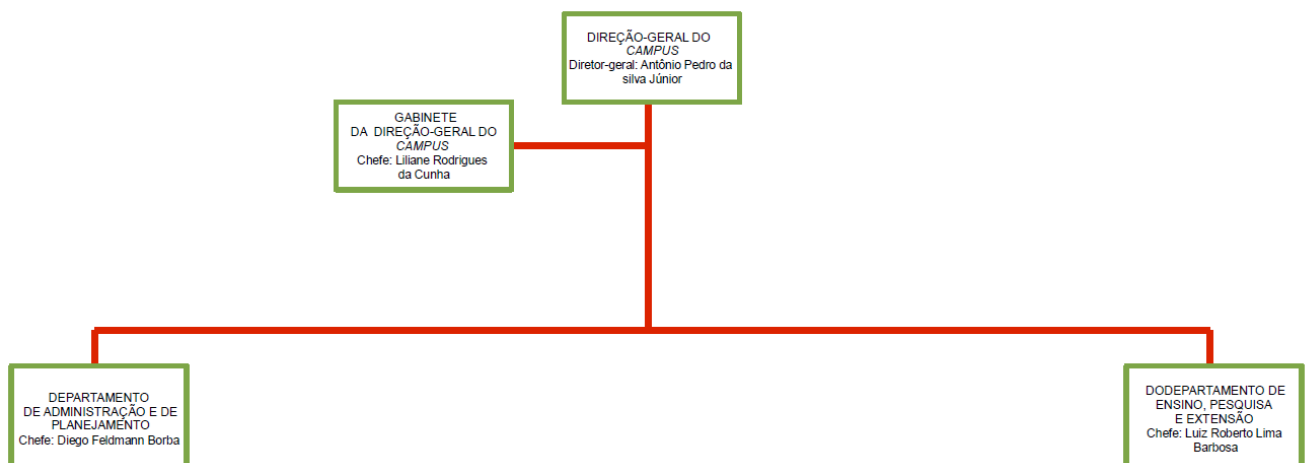 DIREÇÃO-GERAL DO
CAMPUS
Diretor-geral: Antônio Pedro da
silva Júnior
GABINETE
DA DIREÇÃO-GERAL DO
CAMPUS
Chefe: Liliane Rodrigues
da Cunha
DEPARTAMENTO
DE ADMINISTRAÇÃO E DE
PLANEJAMENTO
Chefe: Diego Feldmann Borba
DODEPARTAMENTO DE
ENSINO, PESQUISA
E EXTENSÃO
Chefe: Luiz Roberto Lima
Barbosa